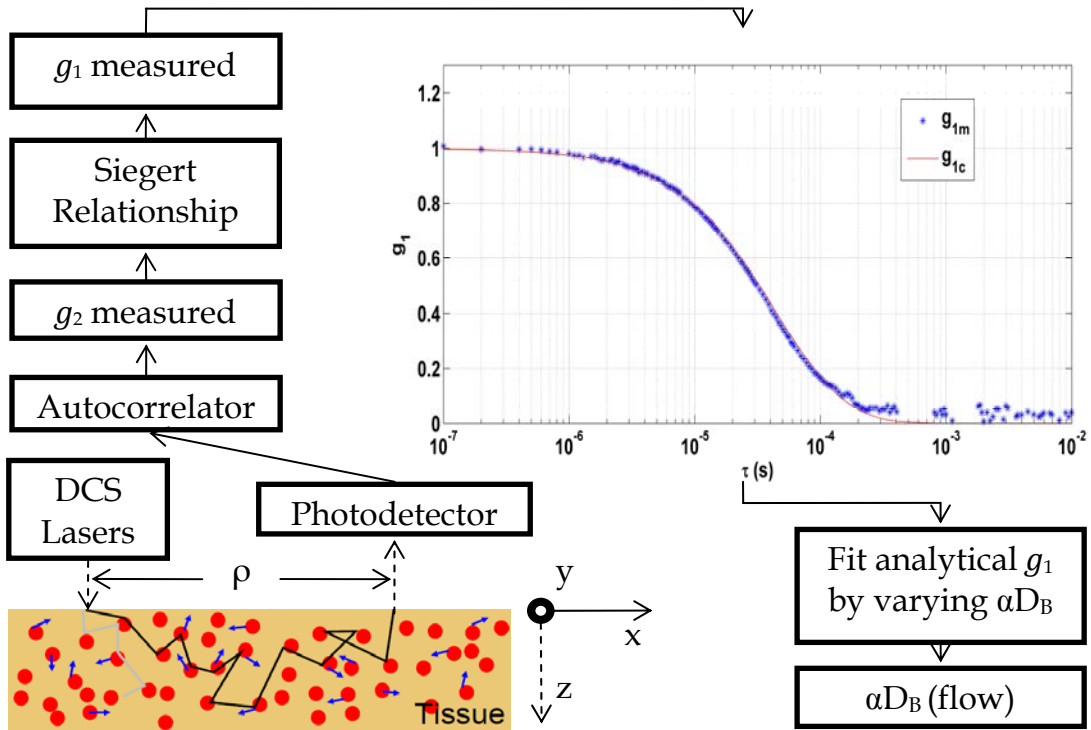 g₁ measured
Siegert
Relationship
g₂ measured
Autocorrelator
DCS
Lasers
Photodetector
ρ
Tissue
y
x
z
g₁
1.2
1
0.8
0.6
0.4
0.2
0
10⁻⁷
10⁻⁶
10⁻⁵
10⁻⁴
10⁻³
10⁻²
τ (s)
g₁ₘ
g₁c
Fit analytical g₁
by varying αD_B
αD_B (flow)